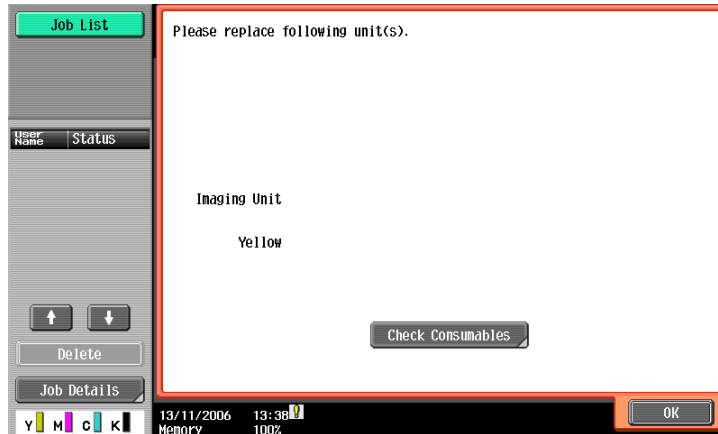 Job List
Please replace following unit(s).
User Name Status
Imaging Unit
Yellow
Check Consumables
Delete
Job Details
Y M C K
13/11/2006 13:38
Memory 100%
OK